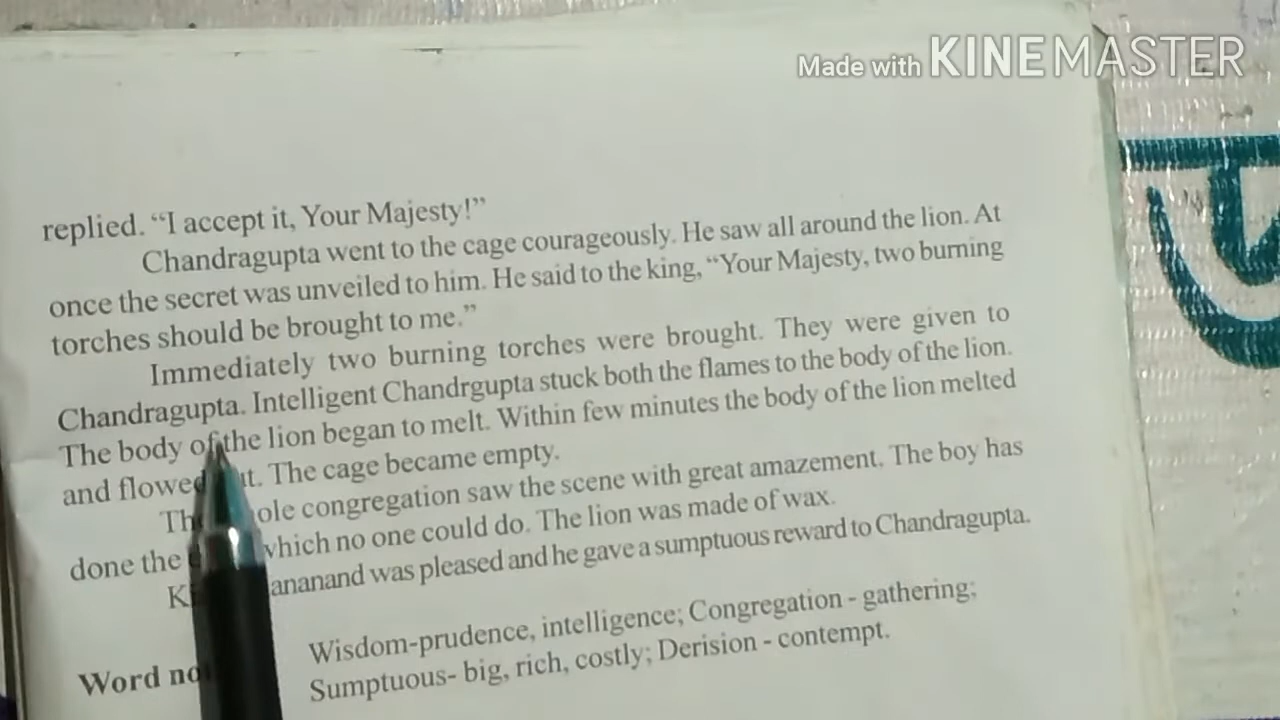 Made with KINEMASTER
replied. “I accept it, Your Majesty!”
Chandragupta went to the cage courageously. He saw all around the lion. At
once the secret was unveiled to him. He said to the king, “Your Majesty, two burning
torches should be brought to me.”
Immediately two burning torches were brought. They were given to
Chandragupta. Intelligent Chandrgupta stuck both the flames to the body of the lion.
The body of the lion began to melt. Within few minutes the body of the lion melted
and flowed The cage became empty.
congregation saw the scene with great amazement. The boy has
done the which no one could do. The lion was made of wax.
was pleased and he gave a sumptuous reward to Chandragupta.
Wisdom-prudence, intelligence; Congregation - gathering;
Word
Sumptuous- big, rich, costly; Derision - contempt.